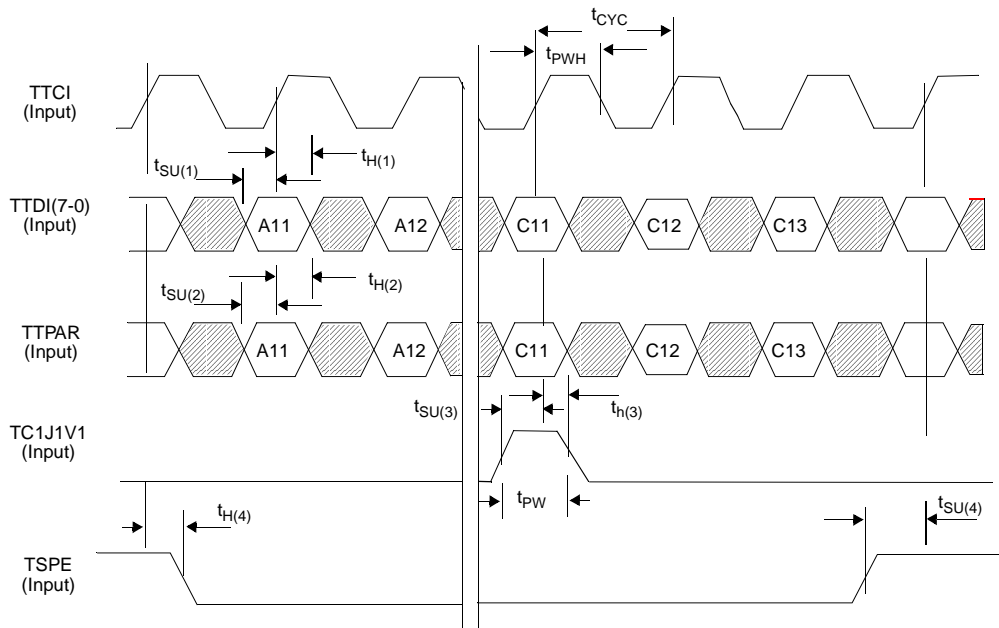 tCYC
tPWH
TTCI
(Input)
tSU(1)
tH(1)
TTDI(7-0)
(Input)
A11
A12
C11
C12
C13
tSU(2)
tH(2)
TTPAR
(Input)
A11
A12
C11
C12
C13
tSU(3)
th(3)
TC1J1V1
(Input)
tPW
tH(4)
tSU(4)
TSPE
(Input)